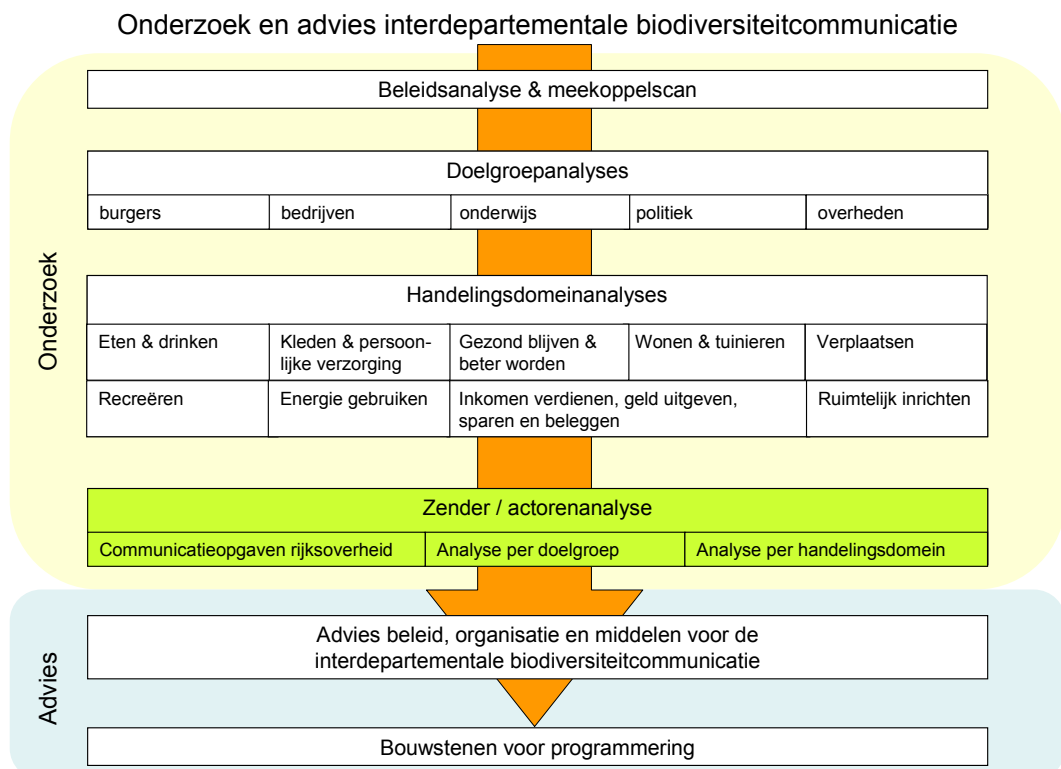 Onderzoek en advies interdepartementale biodiversiteitcommunicatie
Onderzoek
Beleidsanalyse & meekoppelscan
Doelgroepanalyses
burgers
bedrijven
onderwijs
politiek
overheden
Handelingsdomeinanalyses
Eten & drinken
Kleden & persoon-
lijke verzorging
Gezond blijven &
beter worden
Wonen & tuinieren
Verplaatsen
Recreëren
Energie gebruiken
Inkomen verdienen, geld uitgeven,
sparen en beleggen
Ruimtelijk inrichten
Zender / actorenanalyse
Communicatieopgaven rijksoverheid
Analyse per doelgroep
Analyse per handelingsdomein
Advies
Advies beleid, organisatie en middelen voor de
interdepartementale biodiversiteitcommunicatie
Bouwstenen voor programmering